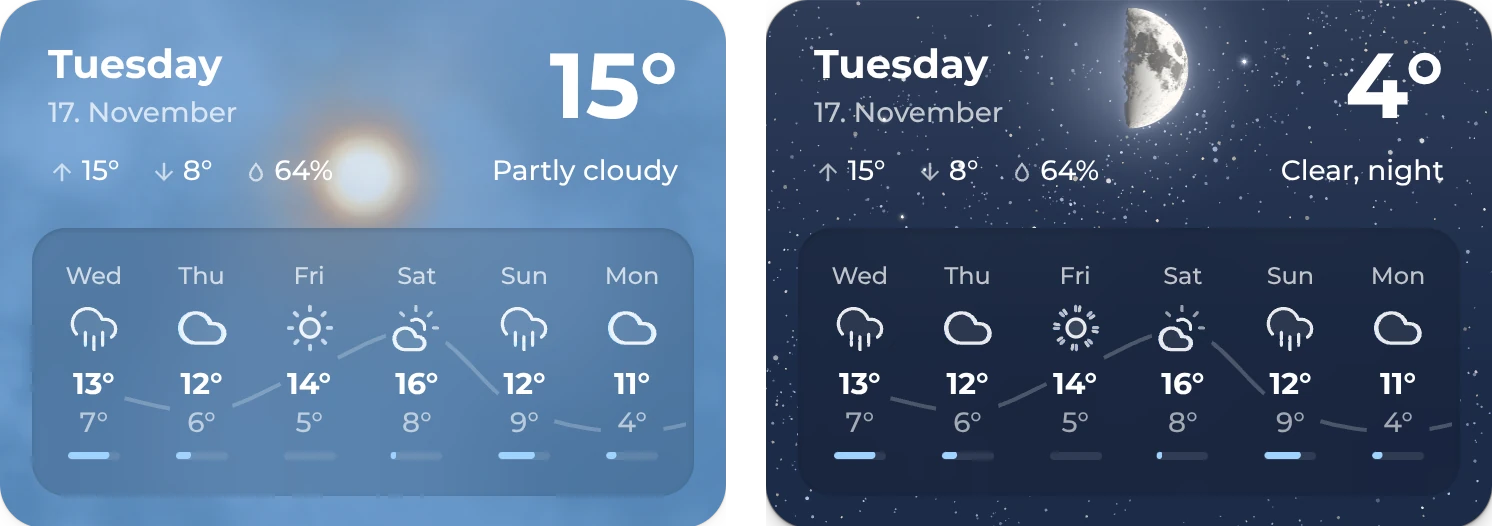 Tuesday
15°
17. November
15° 8° 64%
Partly cloudy
Wed Thu Fri Sat Sun Mon
13° 12° 14° 16° 12° 11°
7° 6° 5° 8° 9° 4°
Tuesday
4°
17. November
15° 8° 64%
Clear, night
Wed Thu Fri Sat Sun Mon
13° 12° 14° 16° 12° 11°
7° 6° 5° 8° 9° 4°